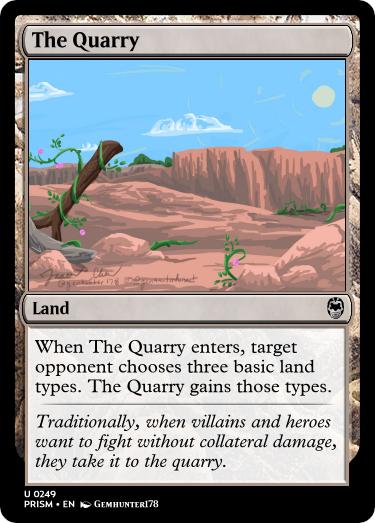 The Quarry
@gemhunter178
Land
When The Quarry enters, target
opponent chooses three basic land
types. The Quarry gains those types.
Traditionally, when villains and heroes
want to fight without collateral damage,
they take it to the quarry.
U 0249
PRISM • EN Gemhunter178